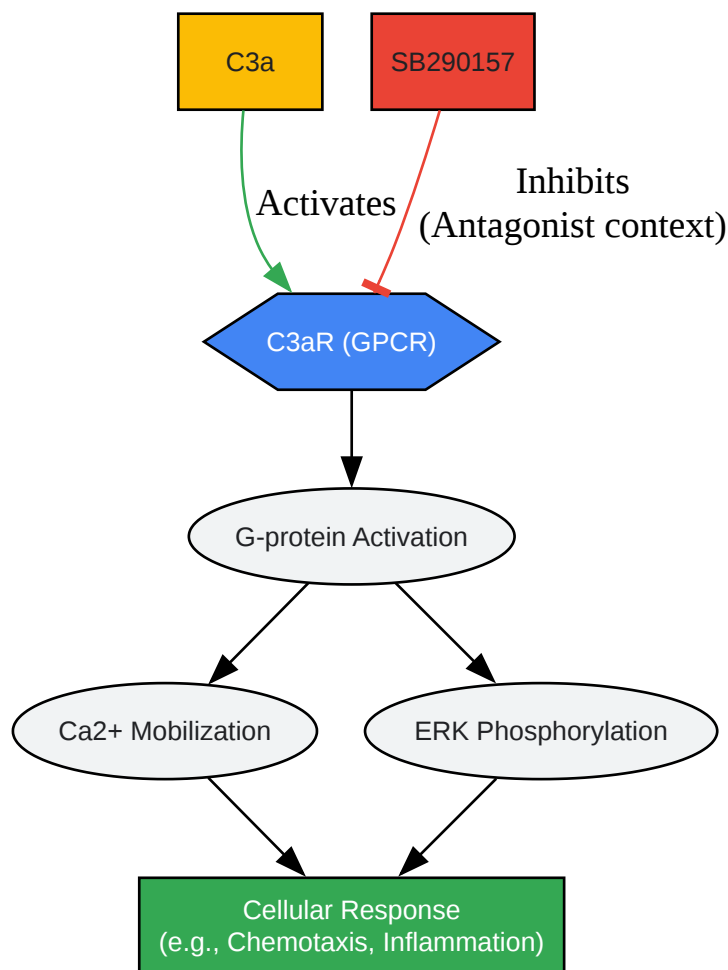 C3a
SB290157
Activates
Inhibits
(Antagonist context)
C3aR (GPCR)
G-protein Activation
Ca2+ Mobilization
ERK Phosphorylation
Cellular Response
(e.g., Chemotaxis, Inflammation)